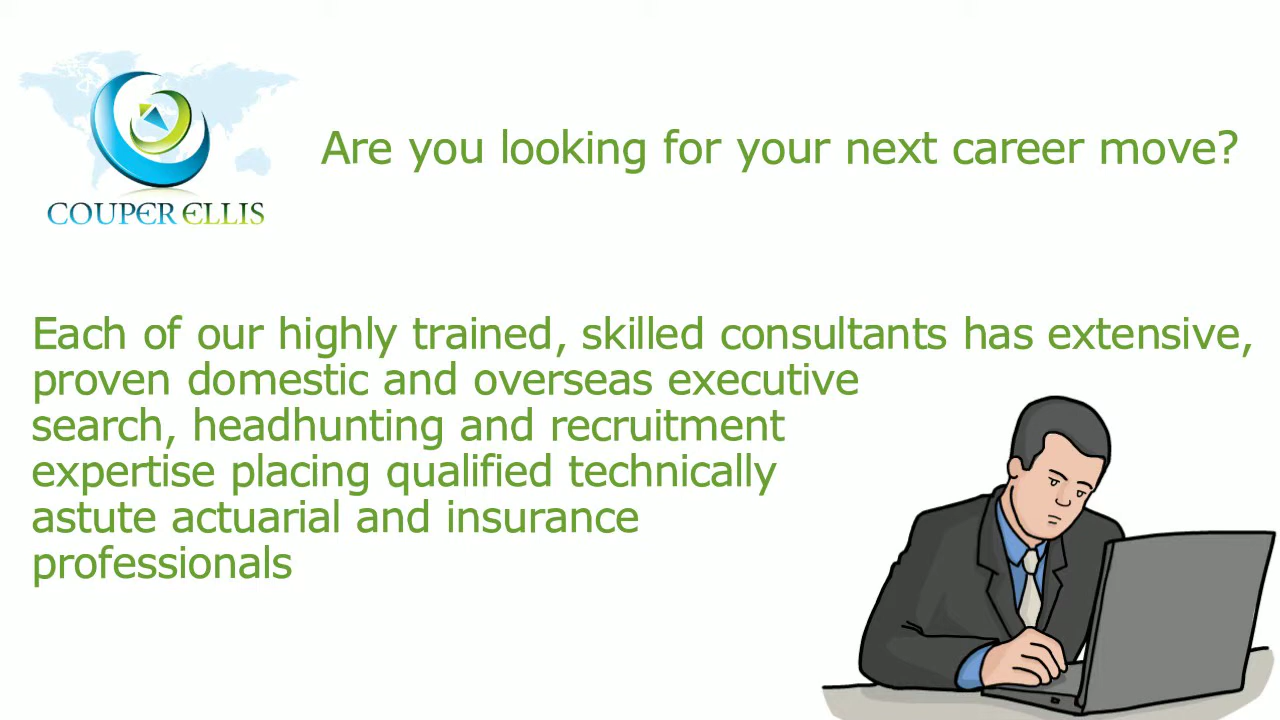 Are you looking for your next career move?
COUPER ELLIS
Each of our highly trained, skilled consultants has extensive,
proven domestic and overseas executive
search, headhunting and recruitment
expertise placing qualified technically
astute actuarial and insurance
professionals